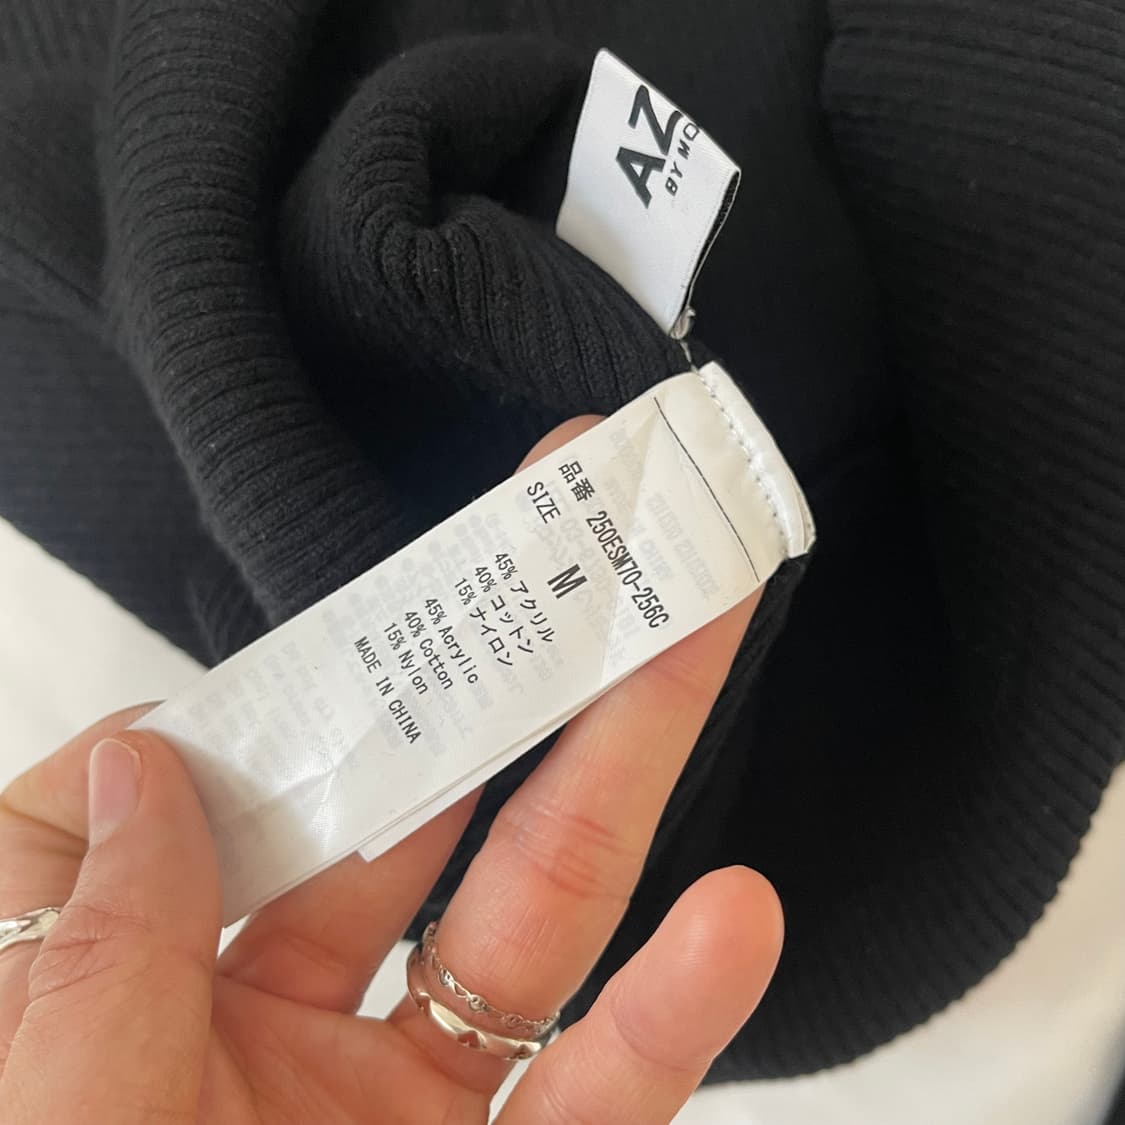 AZ
BY MO
品番 250ESM70-256C
SIZE M
45% アクリル
40% コットン
15% ナイロン
45% Acrylic
40% Cotton
15% Nylon
MADE IN CHINA